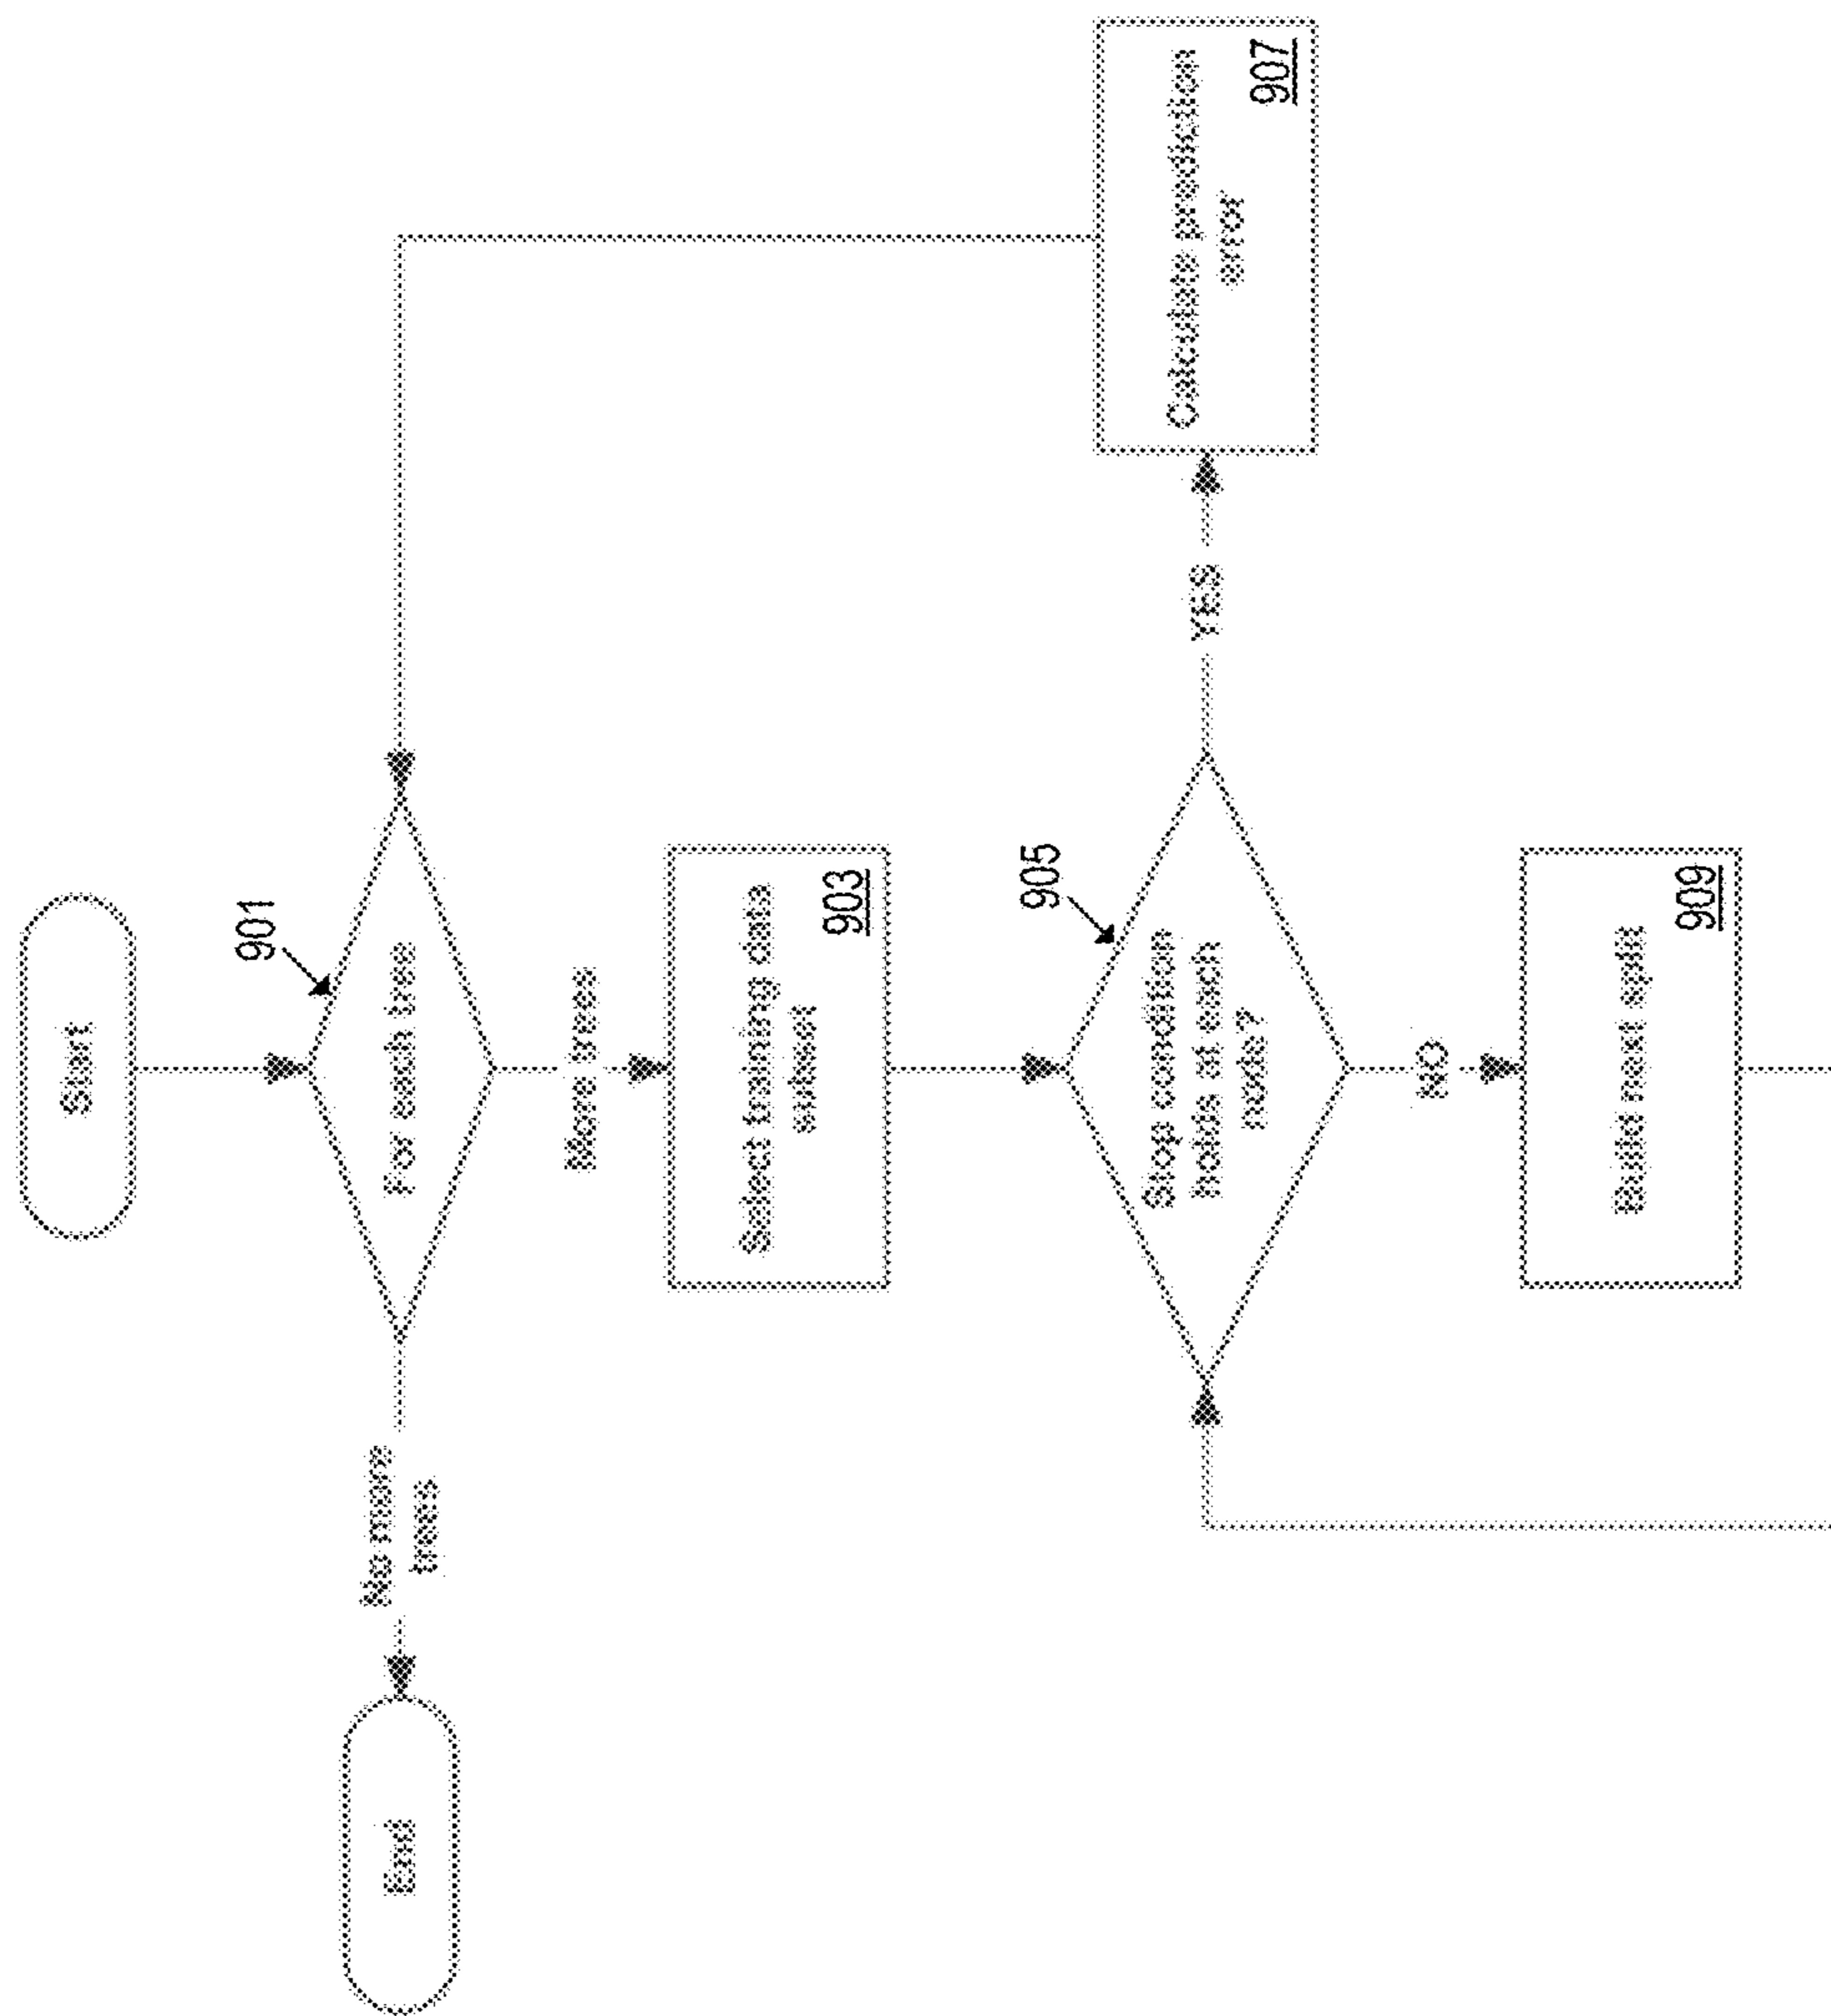 Start
901
For each tree
No more
trees
End
More trees
Select training data
subset
903
905
Stop condition
holds at each
node?
YES
Calculate prediction
error
907
NO
Build next split
909